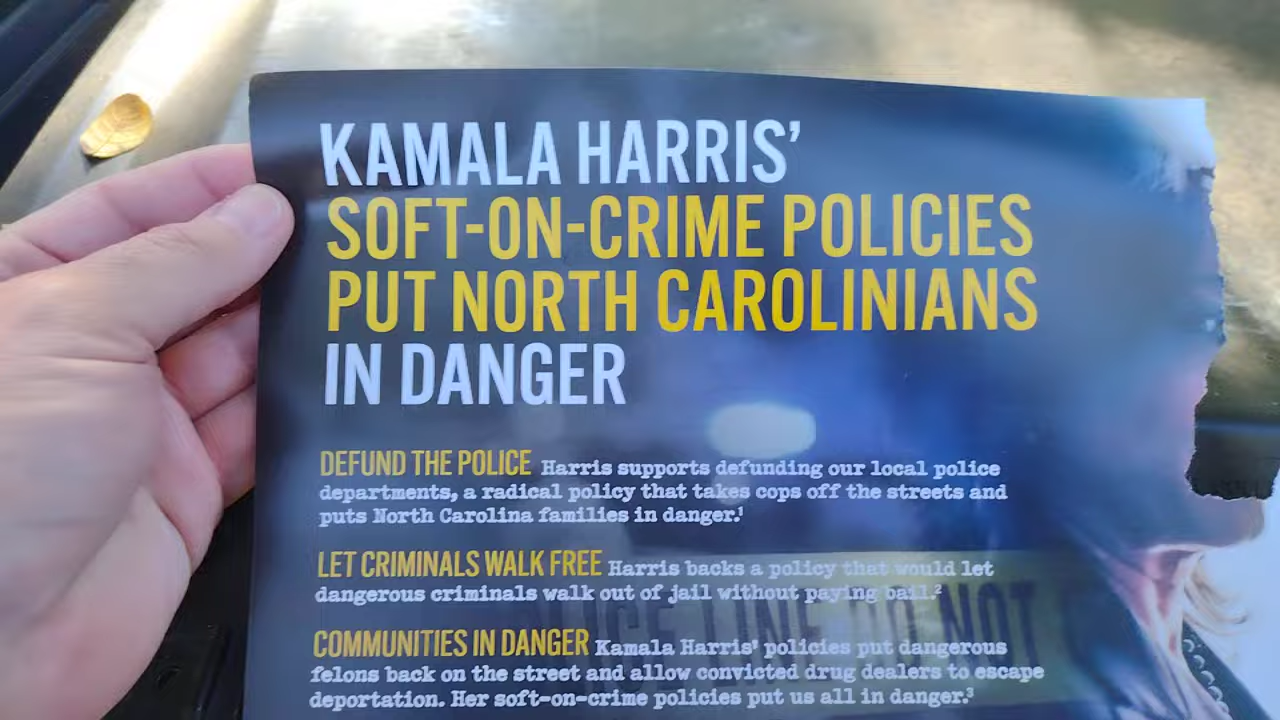 KAMALA HARRIS'
SOFT-ON-CRIME POLICIES
PUT NORTH CAROLINIANS
IN DANGER
DEFUND THE POLICE Harris supports defunding our local police
departments, a radical policy that takes cops off the streets and
puts North Carolina families in danger.¹
LET CRIMINALS WALK FREE Harris backs a policy that would let
dangerous criminals walk out of jail without paying bail.²
LICE LINE DO NOT
COMMUNITIES IN DANGER Kamala Harris' policies put dangerous
felons back on the street and allow convicted drug dealers to escape
deportation. Her soft-on-crime policies put us all in danger.³